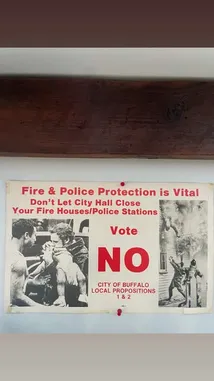 Fire & Police Protection is Vital
Don't Let City Hall Close
Your Fire Houses/Police Stations
Vote
NO
CITY OF BUFFALO
LOCAL PROPOSITIONS
1 & 2